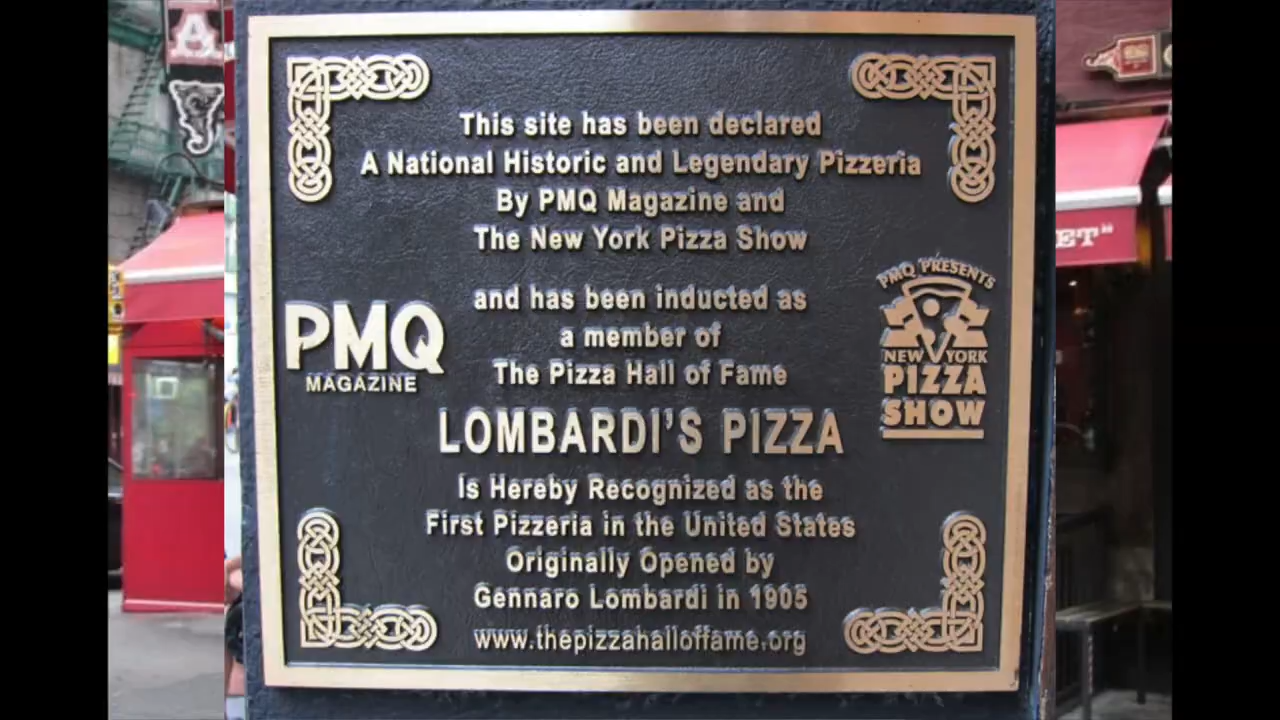 This site has been declared
A National Historic and Legendary Pizzeria
By PMQ Magazine and
The New York Pizza Show
and has been inducted as
a member of
The Pizza Hall of Fame
LOMBARDI'S PIZZA
Is Hereby Recognized as the
First Pizzeria in the United States
Originally Opened by
Gennaro Lombardi in 1905
www.thepizzahalloffame.org
PMQ
MAGAZINE
PMQ PRESENTS
NEW YORK
PIZZA
SHOW
A
Y
ET"